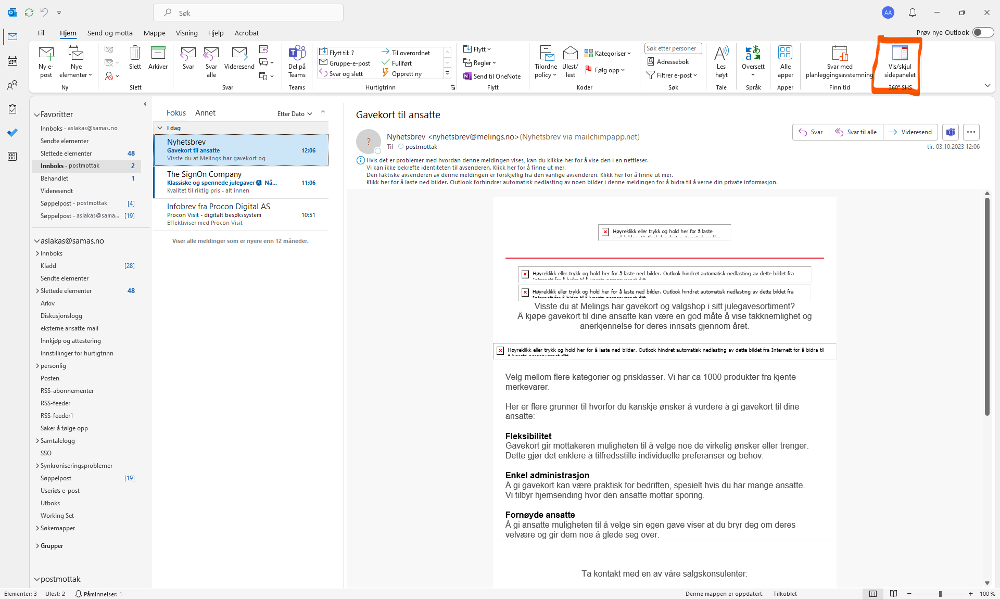 Søk
AA
Fil Hjem Send og motta Mappe Visning Hjelp Acrobat
Prøv nye Outlook
Ny e-post
Nye elementer
Ny
Slett
Arkiver
Slett
Svar
Svar alle
Videresend
Svar
Del på Teams
Teams
Flytt til: ?
Gruppe-e-post
Svar og slett
Til overordnet
Fullført
Opprett ny
Hurtigtrinn
Flytt
Regler
Send til OneNote
Flytt
Tilordne policy
Ulest/ lest
Kategoriser
Følg opp
Koder
Søk etter personer
Adressebok
Filtrer e-post
Søk
Les høyt
Tale
Oversett
Språk
Alle apper
Apper
Svar med planleggingsavstemning
Finn tid
Vis/skjul sidepanelet
360° SHS
Favoritter
Innboks - aslakas@samas.no
Sendte elementer
Slettede elementer 48
Innboks - postmottak 2
Behandlet 1
Videresendt
Søppelpost - postmottak [4]
Søppelpost - aslakas@sama... [19]
aslakas@samas.no
Innboks
Kladd [28]
Sendte elementer
Slettede elementer 48
Arkiv
Diskusjonslogg
eksterne ansatte mail
Innkjøp og attestering
Innstillinger for hurtigtrinn
personlig
Posten
RSS-abonnementer
RSS-feeder
RSS-feeder1
Saker å følge opp
Samtalelogg
SSO
Synkroniseringsproblemer
Søppelpost [19]
Useriøs e-post
Utboks
Working Set
Søkemapper
Grupper
postmottak
Fokus Annet Etter Dato
I dag
Nyhetsbrev
Gavekort til ansatte 12:06
Visste du at Melings har gavekort og
The SignOn Company
Klassiske og spennede julegaver Nå... 11:06
Kvalitet til riktig pris - alt innen
Infobrev fra Procon Digital AS
Procon Visit - digitalt besøkssystem 10:51
Effektiviser med Procon Visit
Viser alle meldinger som er nyere enn 12 måneder.
Gavekort til ansatte
?
Nyhetsbrev <nyhetsbrev@melings.no>(Nyhetsbrev via mailchimpapp.net)
Til postmottak
Svar Svar til alle Videresend
tir. 03.10.2023 12:06
Hvis det er problemer med hvordan denne meldingen vises, kan du klikke her for å vise den i en nettleser.
Vi kan ikke bekrefte identiteten til avsenderen. Klikk her for å finne ut mer.
Den faktiske avsenderen av denne meldingen er forskjellig fra den vanlige avsenderen. Klikk her for å finne ut mer.
Klikk her for å laste ned bilder. Outlook forhindrer automatisk nedlasting av noen bilder i denne meldingen for å bidra til å verne din private informasjon.
Høyreklikk eller trykk og hold her for å laste
ned bilder. Outlook hindret automatisk nedlas
Høyreklikk eller trykk og hold her for å laste ned bilder. Outlook hindret automatisk nedlasting av dette bildet fra
Internett for å bidra til å ivareta personvernet ditt.
Høyreklikk eller trykk og hold her for å laste ned bilder. Outlook hindret automatisk nedlasting av dette bildet fra
Internett for å bidra til å ivareta personvernet ditt.
Visste du at Melings har gavekort og valgshop i sitt julegavesortiment?
Å kjøpe gavekort til dine ansatte kan være en god måte å vise takknemlighet og
anerkjennelse for deres innsats gjennom året.
Høyreklikk eller trykk og hold her for å laste ned bilder. Outlook hindret automatisk nedlasting av dette bildet fra Internett for å bidra til
å ivareta personvernet ditt.
Velg mellom flere kategorier og prisklasser. Vi har ca 1000 produkter fra kjente
merkevarer.
Her er flere grunner til hvorfor du kanskje ønsker å vurdere å gi gavekort til dine
ansatte:
Fleksibilitet
Gavekort gir mottakeren muligheten til å velge noe de virkelig ønsker eller trenger.
Dette gjør det enklere å tilfredsstille individuelle preferanser og behov.
Enkel administrasjon
Å gi gavekort kan være praktisk for bedriften, spesielt hvis du har mange ansatte.
Vi tilbyr hjemsending hvor den ansatte mottar sporing.
Fornøyde ansatte
Å gi ansatte muligheten til å velge sin egen gave viser at du bryr deg om deres
velvære og gir dem noe å glede seg over.
Ta kontakt med en av våre salgskonsulenter:
Elementer: 3 Ulest: 2 Påminnelser: 1
Denne mappen er oppdatert. Tilkoblet 100 %